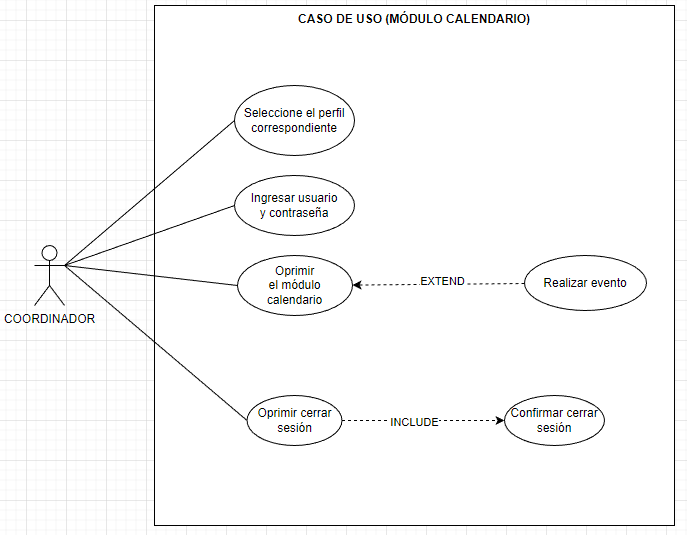 CASO DE USO (MÓDULO CALENDARIO)
Seleccione el perfil
correspondiente
Ingresar usuario
y contraseña
Oprimir
el módulo
calendario
EXTEND
Realizar evento
COORDINADOR
Oprimir cerrar
sesión
INCLUDE
Confirmar cerrar
sesión